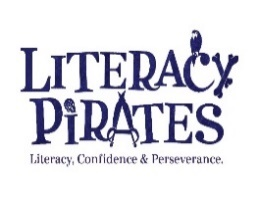 LITERACY
PIRATES
Literacy, Confidence & Perseverance.